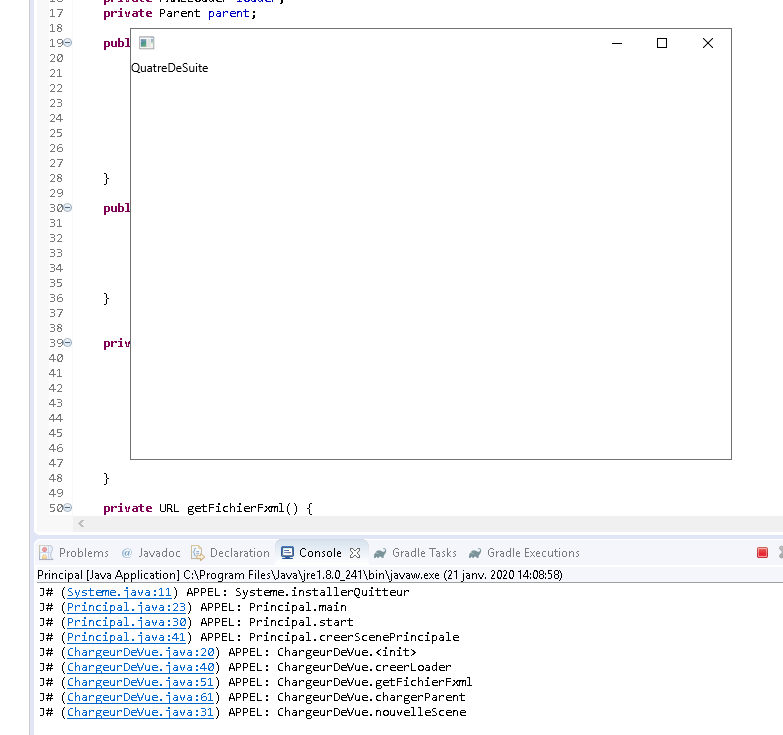 17 private Parent parent;
18
19 publ
QuatreDeSuite
20
21
22
23
24
25
26
27
28 }
29
30 publ
31
32
33
34
35
36 }
37
38
39 priv
40
41
42
43
44
45
46
47
48 }
49
50 private URL getFichierFxml() {
Problems @ Javadoc Declaration Console Gradle Tasks Gradle Executions
Principal [Java Application] C:\Program Files\Java\jre1.8.0_241\bin\javaw.exe (21 janv. 2020 14:08:58)
J# (Systeme.java:11) APPEL: Systeme.installerQuitteur
J# (Principal.java:23) APPEL: Principal.main
J# (Principal.java:30) APPEL: Principal.start
J# (Principal.java:41) APPEL: Principal.creerScenePrincipale
J# (ChargeurDeVue.java:20) APPEL: ChargeurDeVue.<init>
J# (ChargeurDeVue.java:40) APPEL: ChargeurDeVue.creerLoader
J# (ChargeurDeVue.java:51) APPEL: ChargeurDeVue.getFichierFxml
J# (ChargeurDeVue.java:61) APPEL: ChargeurDeVue.chargerParent
J# (ChargeurDeVue.java:31) APPEL: ChargeurDeVue.nouvelleScene